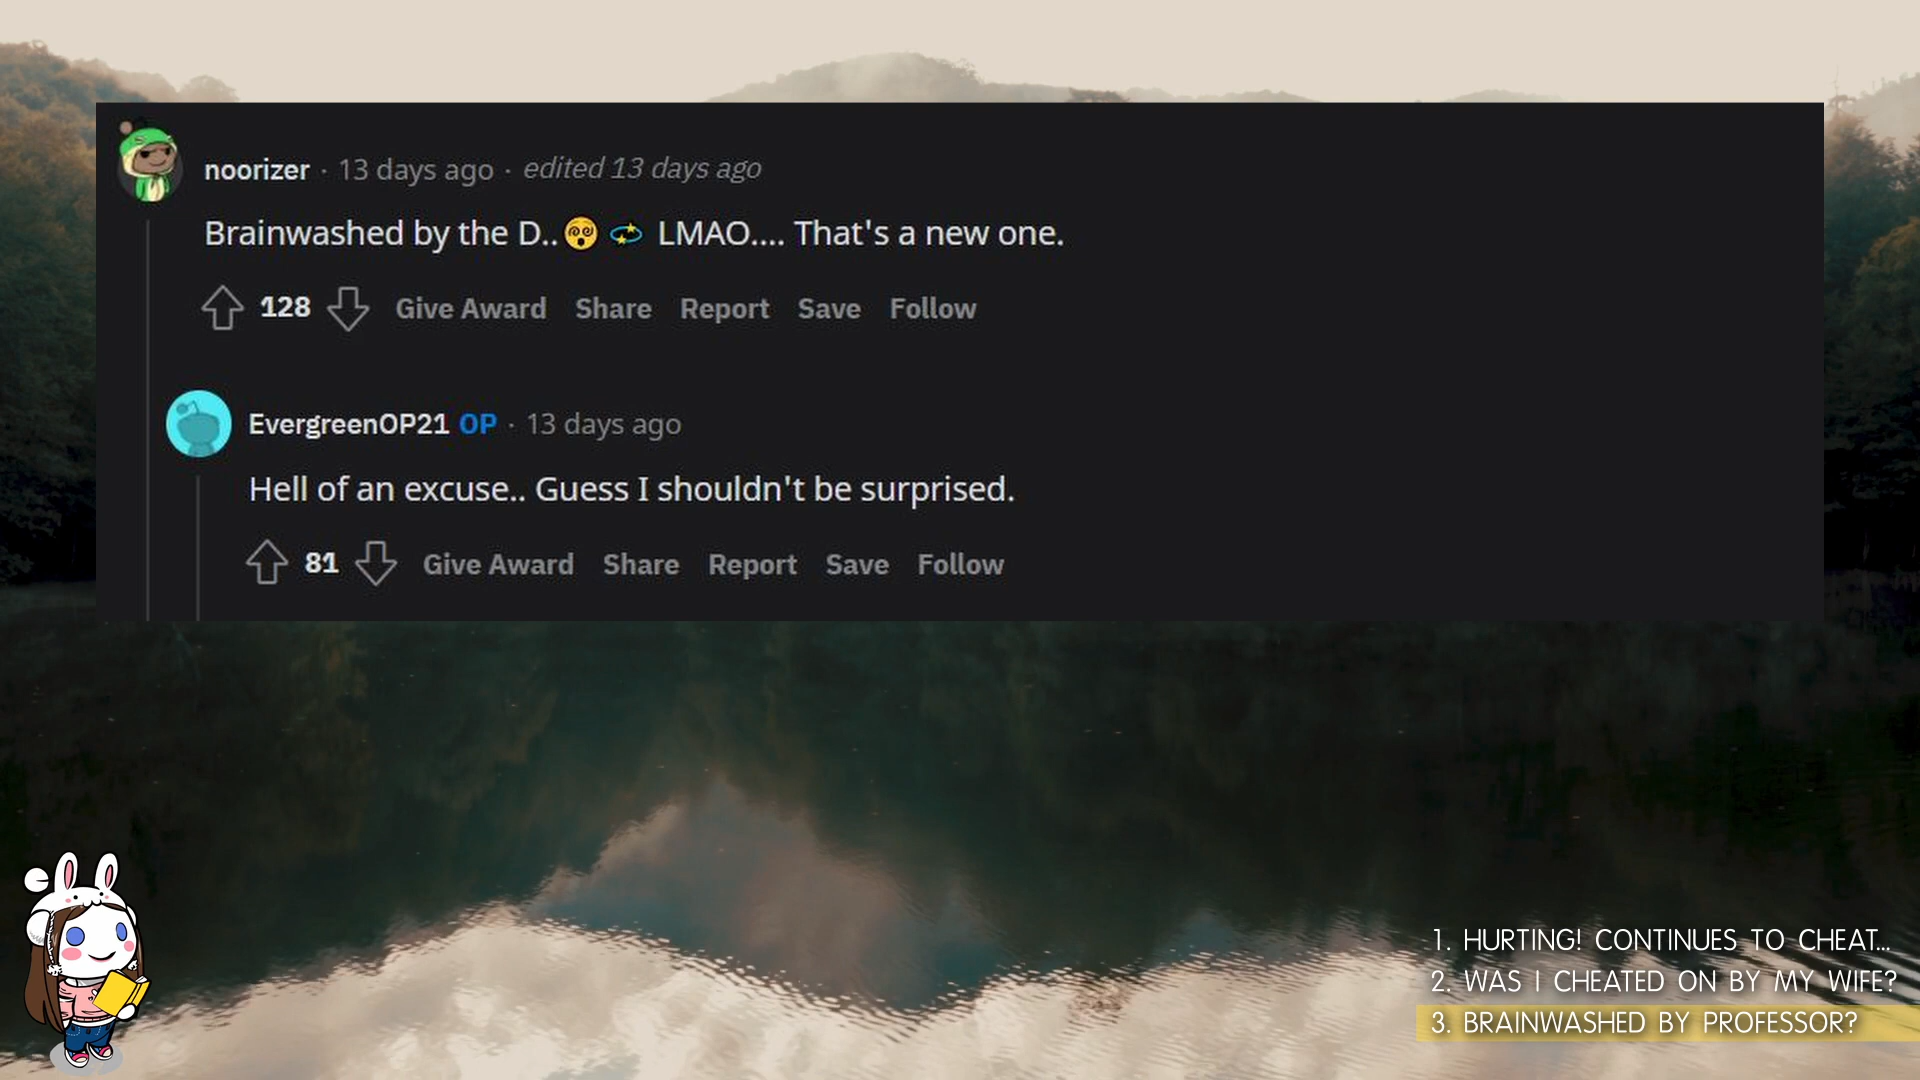 noorizer · 13 days ago · edited 13 days ago
Brainwashed by the D..😵‍💫 LMAO.... That's a new one.
128 Give Award Share Report Save Follow
EvergreenOP21 OP · 13 days ago
Hell of an excuse.. Guess I shouldn't be surprised.
81 Give Award Share Report Save Follow
1. HURTING! CONTINUES TO CHEAT...
2. WAS I CHEATED ON BY MY WIFE?
3. BRAINWASHED BY PROFESSOR?